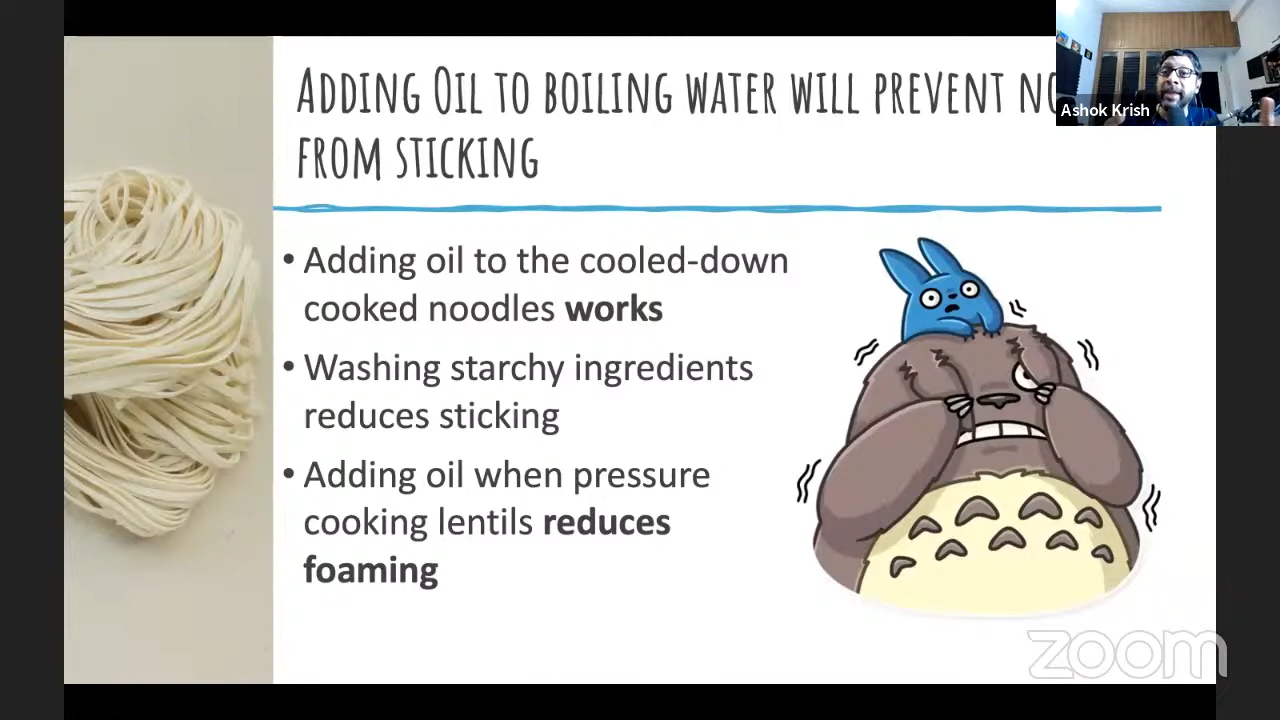 ADDING OIL TO BOILING WATER WILL PREVENT
FROM STICKING
Ashok Krish
• Adding oil to the cooled-down
cooked noodles works
• Washing starchy ingredients
reduces sticking
• Adding oil when pressure
cooking lentils reduces
foaming
zoom